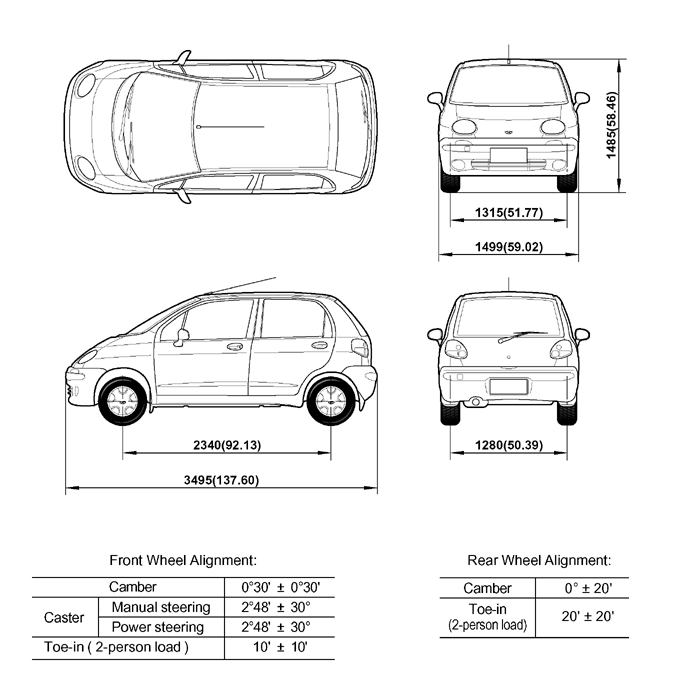 1485(58.46)
1315(51.77)
1499(59.02)
2340(92.13)
3495(137.60)
1280(50.39)
Front Wheel Alignment:
Camber 0°30' ± 0°30'
Caster Manual steering 2°48' ± 30°
Power steering 2°48' ± 30°
Toe-in ( 2-person load ) 10' ± 10'
Rear Wheel Alignment:
Camber 0° ± 20'
Toe-in
(2-person load) 20' ± 20'